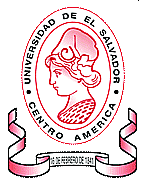 UNIVERSIDAD DE EL SALVADOR
CENTRO AMERICA
16 DE FEBRERO DE 1841